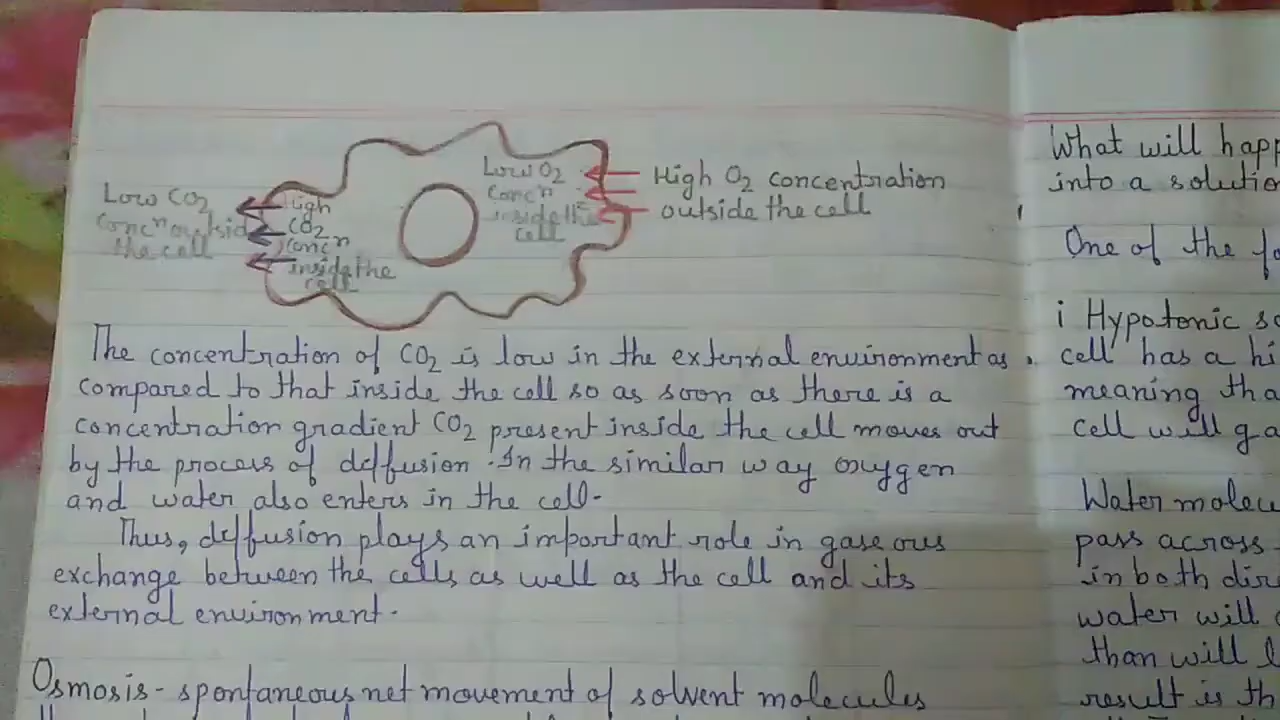 Low CO2
concn outside
the cell
High
CO2
concn
inside the
cell
Low O2
concn
inside the
cell
High O2 concentration
outside the cell
The concentration of CO2 is low in the external environment as
compared to that inside the cell so as soon as there is a
concentration gradient CO2 present inside the cell moves out
by the process of diffusion. In the similar way oxygen
and water also enters in the cell.
Thus, diffusion plays an important role in gaseous
exchange between the cells as well as the cell and its
external environment.
Osmosis - spontaneous net movement of solvent molecules
What will happ
into a solutio
One of the fo
i Hypotonic so
cell has a hi
meaning tha
cell will ga
Water molecu
pass across
in both dire
water will
than will l
result is th